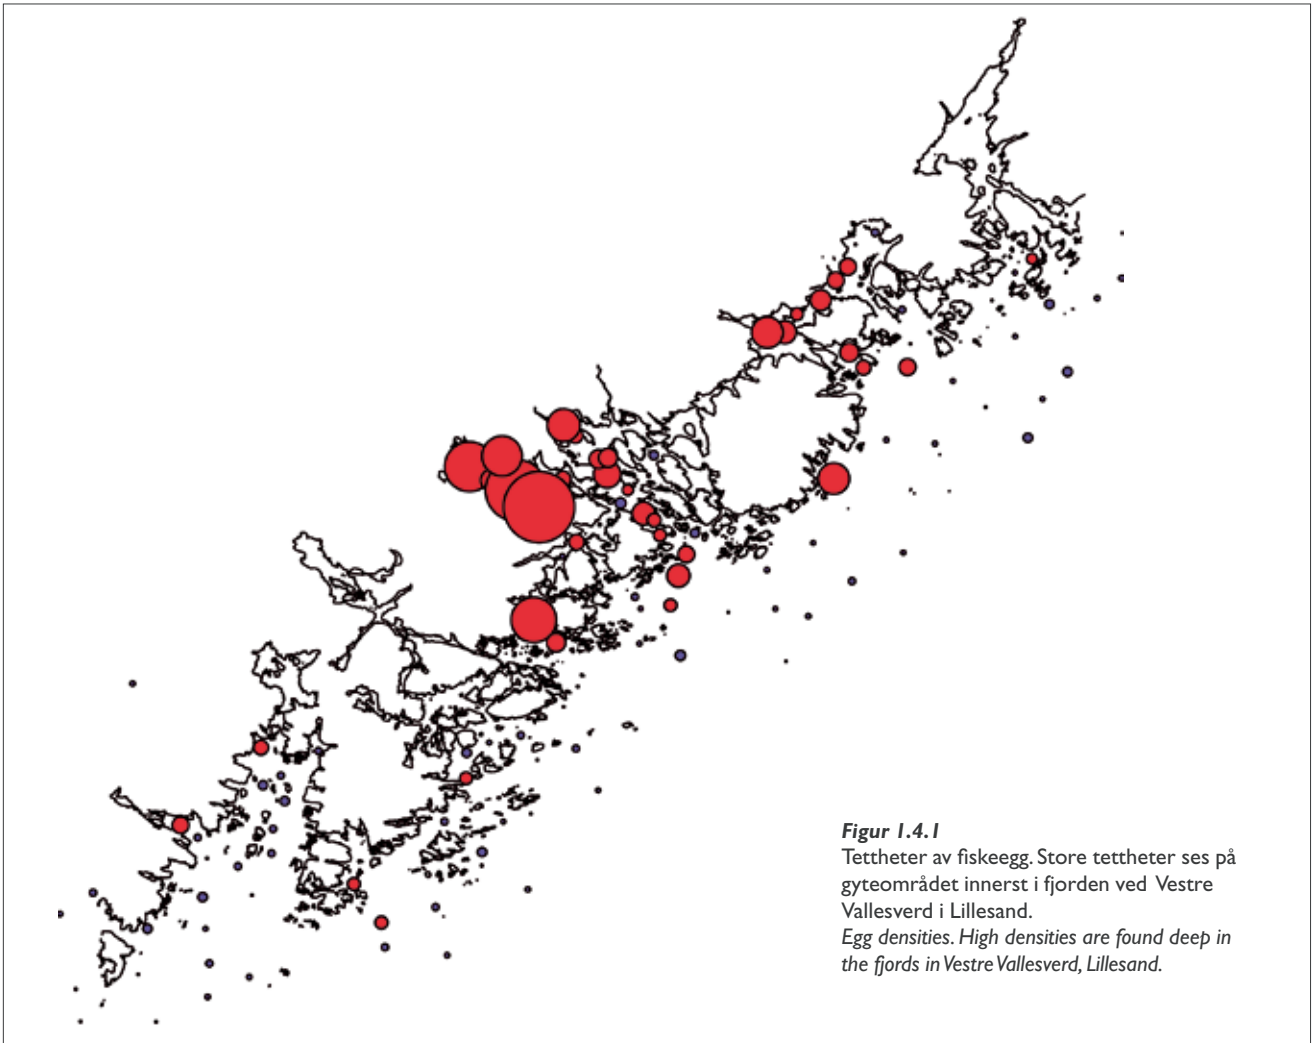 Figur 1.4.1
Tettheter av fiskeegg. Store tettheter ses på
gyteområdet innerst i fjorden ved Vestre
Vallesverd i Lillesand.
Egg densities. High densities are found deep in
the fjords in Vestre Vallesverd, Lillesand.